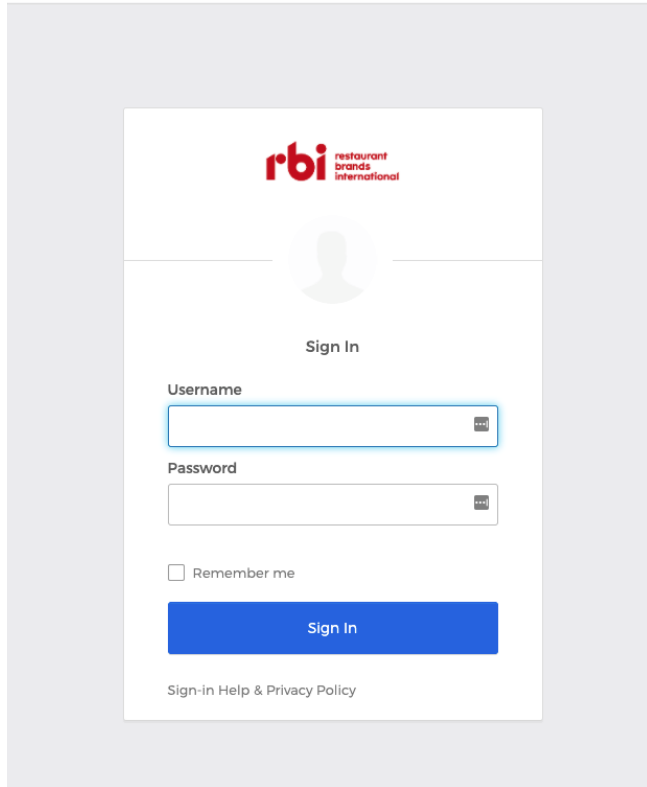 rbi restaurant
brands
international
Sign In
Username
Password
Remember me
Sign In
Sign-in Help & Privacy Policy